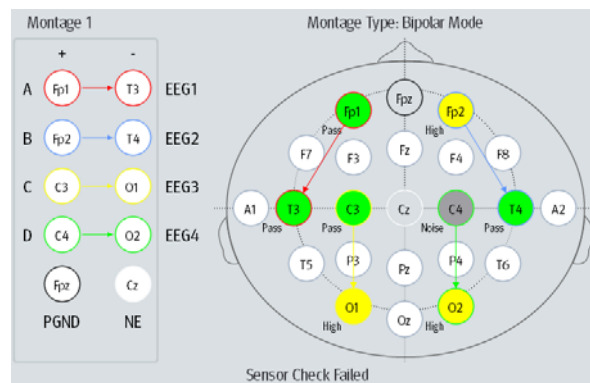 Montage 1
Montage Type: Bipolar Mode
+ -
A Fp1 T3 EEG1
B Fp2 T4 EEG2
C C3 O1 EEG3
D C4 O2 EEG4
Fpz Cz
PGND NE
Fpz
Fp1 Fp2
Pass High
F7 F3 Fz F4 F8
A1 T3 C3 Cz C4 T4 A2
Pass Pass Noise Pass
T5 P3 Pz P4 T6
O1 Oz O2
High High
Sensor Check Failed